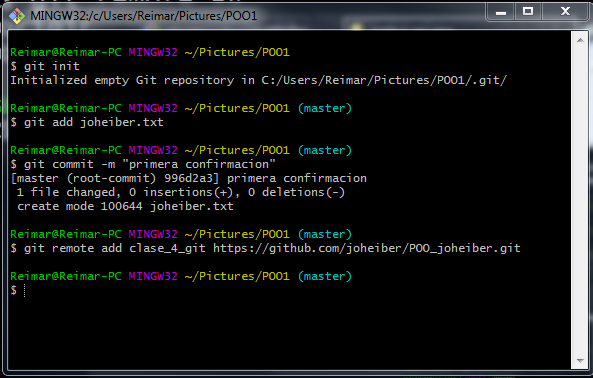 MINGW32:/c/Users/Reimar/Pictures/POO1
Reimar@Reimar-PC MINGW32 ~/Pictures/POO1
$ git init
Initialized empty Git repository in C:/Users/Reimar/Pictures/POO1/.git/
Reimar@Reimar-PC MINGW32 ~/Pictures/POO1 (master)
$ git add joheiber.txt
Reimar@Reimar-PC MINGW32 ~/Pictures/POO1 (master)
$ git commit -m "primera confirmacion"
[master (root-commit) 996d2a3] primera confirmacion
 1 file changed, 0 insertions(+), 0 deletions(-)
 create mode 100644 joheiber.txt
Reimar@Reimar-PC MINGW32 ~/Pictures/POO1 (master)
$ git remote add clase_4_git https://github.com/joheiber/POO_joheiber.git
Reimar@Reimar-PC MINGW32 ~/Pictures/POO1 (master)
$